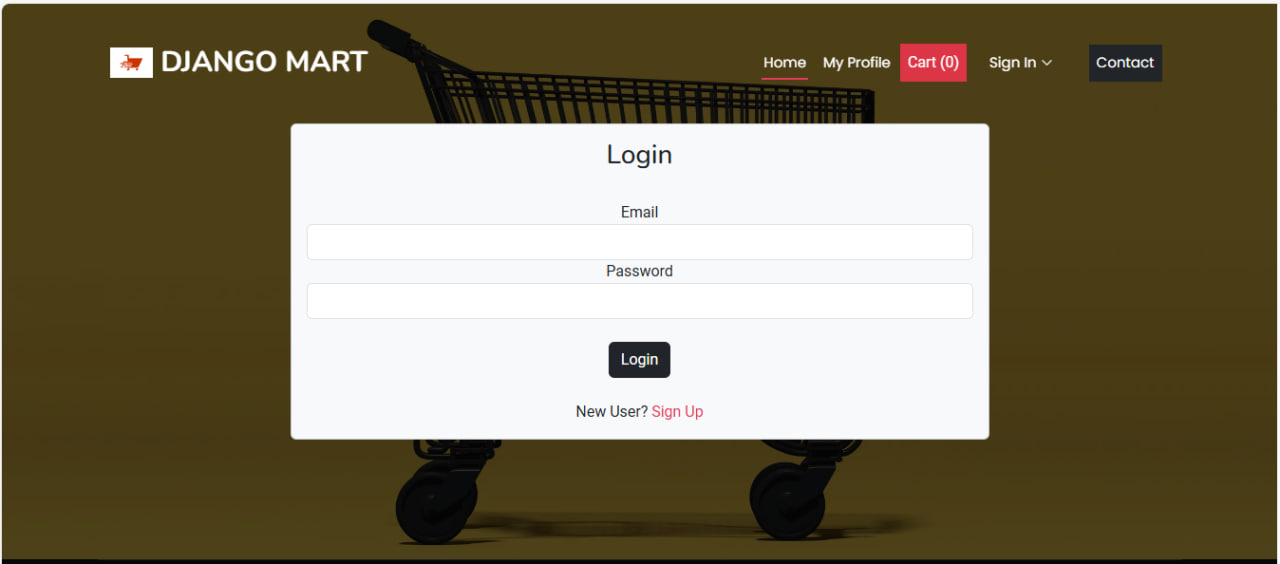 DJANGO MART
Home My Profile Cart (0) Sign In Contact
Login
Email
Password
Login
New User? Sign Up